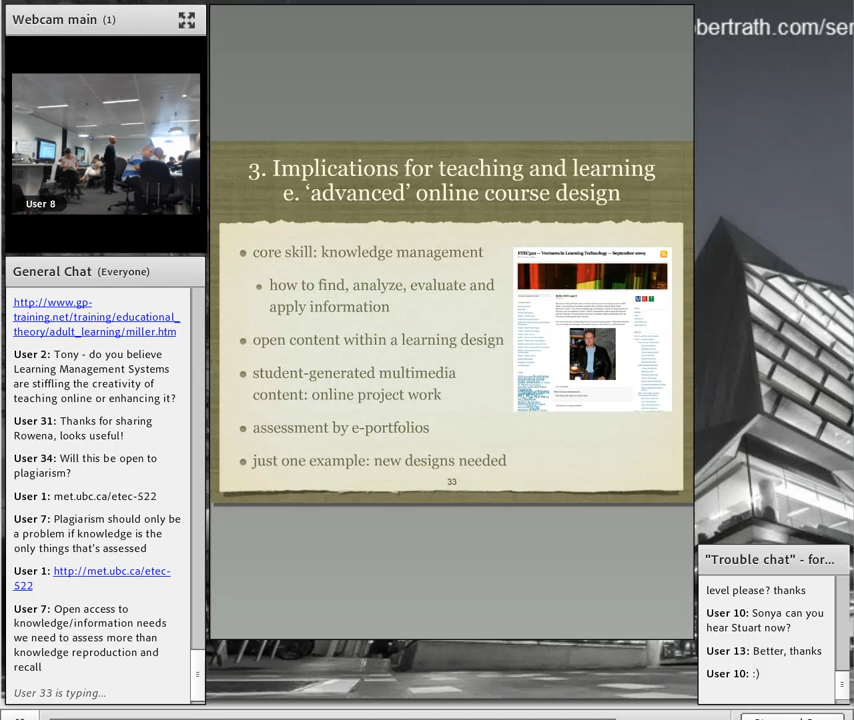 Webcam main (1)
User 8
General Chat (Everyone)
http://www.gp-
training.net/training/educational_
theory/adult_learning/miller.htm
User 2: Tony - do you believe
Learning Management Systems
are stiffling the creativity of
teaching online or enhancing it?
User 31: Thanks for sharing
Rowena, looks useful!
User 34: Will this be open to
plagiarism?
User 1: met.ubc.ca/etec-522
User 7: Plagiarism should only be
a problem if knowledge is the
only things that's assessed
User 1: http://met.ubc.ca/etec-
522
User 7: Open access to
knowledge/information needs
we need to assess more than
knowledge reproduction and
recall
User 33 is typing...
3. Implications for teaching and learning
e. ‘advanced’ online course design
core skill: knowledge management
how to find, analyze, evaluate and
apply information
open content within a learning design
student-generated multimedia
content: online project work
assessment by e-portfolios
just one example: new designs needed
33
ETEC522 — Ventures in Learning Technology — September 2009
MET
bertrath.com/ser
"Trouble chat" - for...
level please? thanks
User 10: Sonya can you
hear Stuart now?
User 13: Better, thanks
User 10: :)